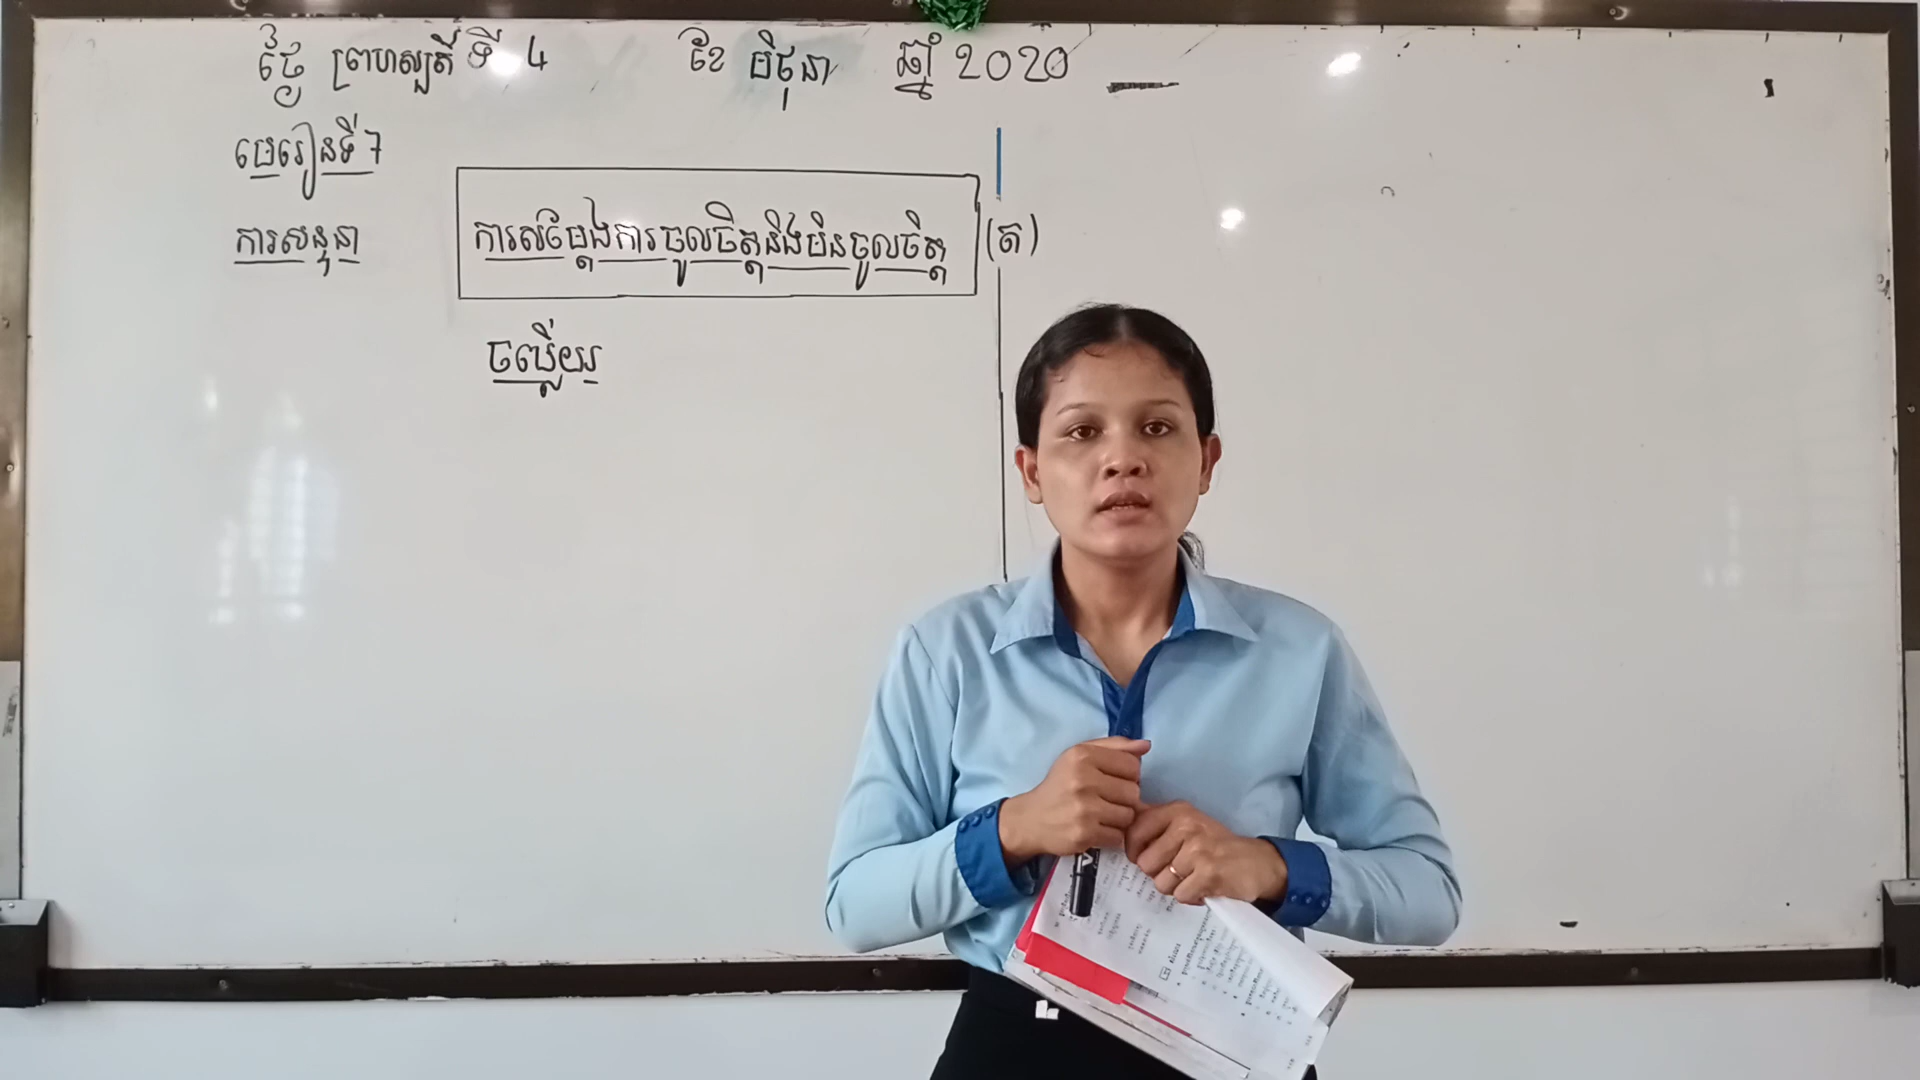 ថ្ងៃ ព្រហស្បតិ៍ ទី 4 ខែ មិថុនា ឆ្នាំ 2020
មេរៀនទី 7
ការសន្ទនា ការសម្ដែងការចូលចិត្តនិងមិនចូលចិត្ត (ត)
ចម្លើយ